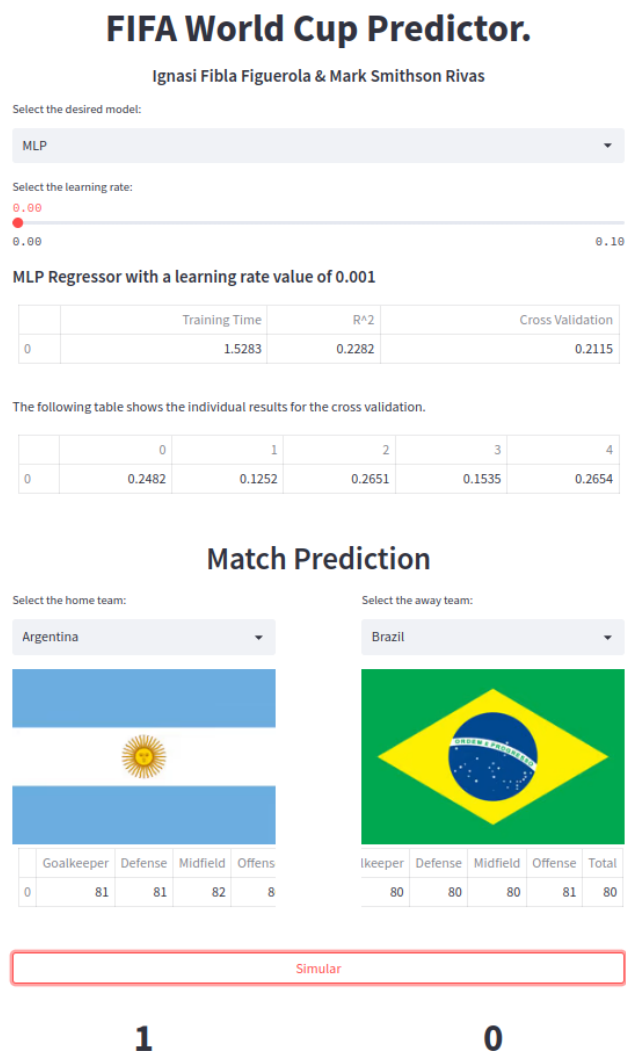 FIFA World Cup Predictor.
Ignasi Fibla Figuerola & Mark Smithson Rivas
Select the desired model:
MLP
Select the learning rate:
0.00
0.00 0.10
MLP Regressor with a learning rate value of 0.001
Training Time R^2 Cross Validation
0 1.5283 0.2282 0.2115
The following table shows the individual results for the cross validation.
0 1 2 3 4
0 0.2482 0.1252 0.2651 0.1535 0.2654
Match Prediction
Select the home team: Select the away team:
Argentina Brazil
ORDEM E PROGRESSO
Goalkeeper Defense Midfield Offens lkeeper Defense Midfield Offense Total
0 81 81 82 8 80 80 80 81 80
Simular
1 0